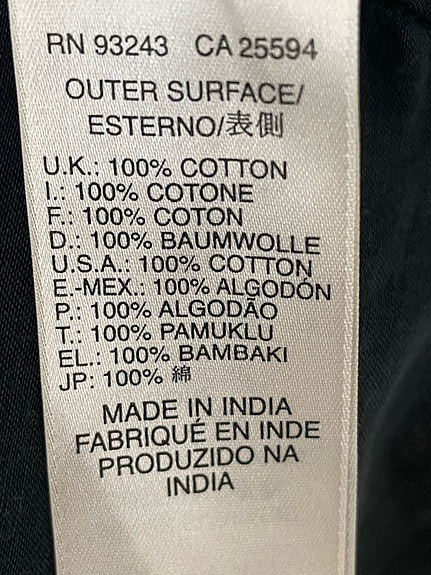 RN 93243 CA 25594
OUTER SURFACE/
ESTERNO/表側
U.K.: 100% COTTON
I.: 100% COTONE
F.: 100% COTON
D.: 100% BAUMWOLLE
U.S.A.: 100% COTTON
E.-MEX.: 100% ALGODÓN
P.: 100% ALGODÃO
T.: 100% PAMUKLU
EL.: 100% BAMBAKI
JP: 100% 綿
MADE IN INDIA
FABRIQUÉ EN INDE
PRODUZIDO NA
INDIA